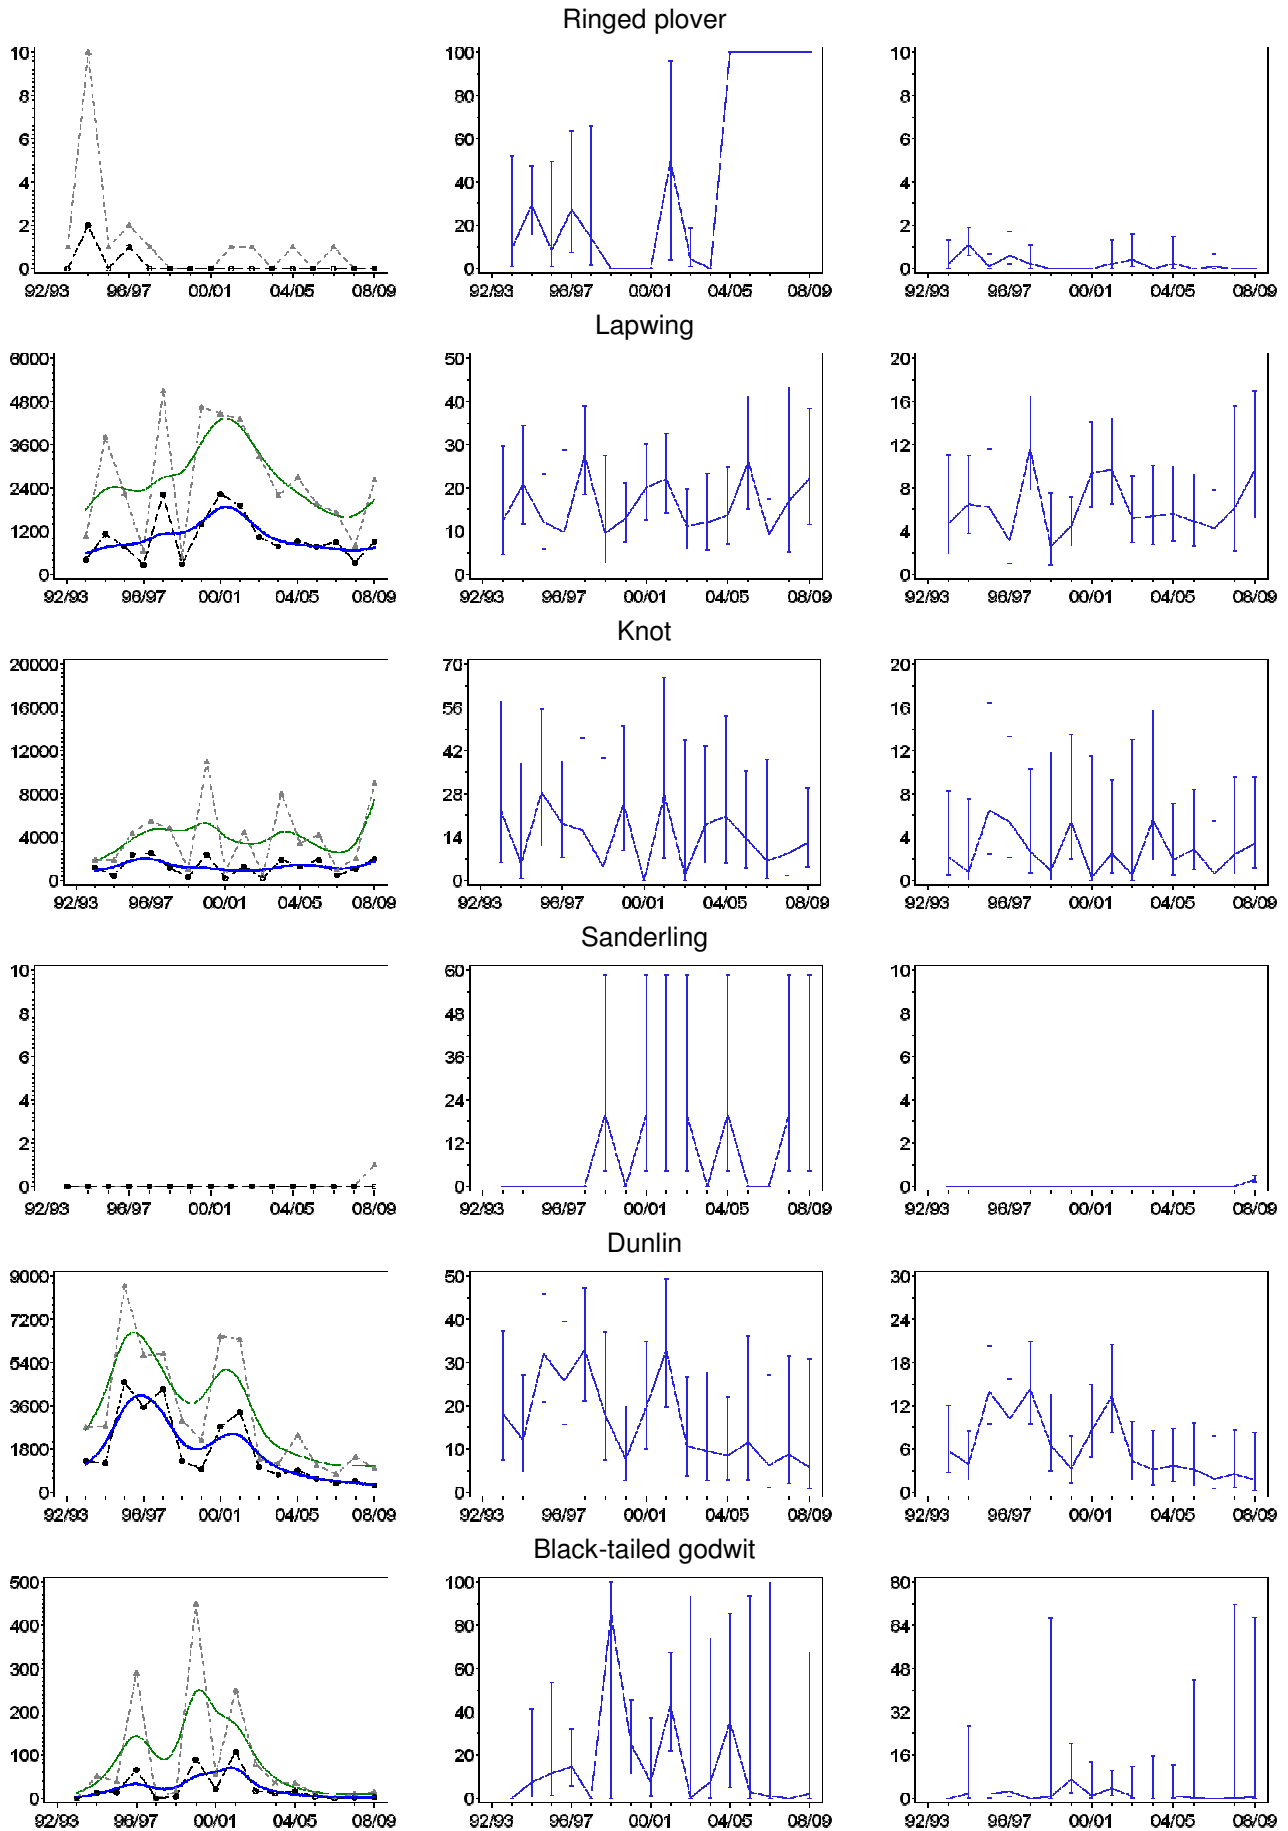 Ringed plover
10 8 6 4 2 0
92/93 96/97 00/01 04/05 08/09
100 80 60 40 20 0
92/93 00/01 04/05 08/09
10 8 6 4 2 0
92/93 96/97 00/01 04/05 08/09
Lapwing
6000 4800 3600 2400 1200 0
92/93 96/97 00/01 04/05 08/09
50 40 30 20 10 0
92/93 96/97 00/01 04/05 08/09
20 16 12 8 4 0
92/93 96/97 00/01 04/05 08/09
Knot
20000 16000 12000 8000 4000 0
92/93 96/97 00/01 04/05 08/09
70 56 42 28 14 0
92/93 96/97 00/01 04/05 08/09
20 16 12 8 4 0
92/93 96/97 00/01 04/05 08/09
Sanderling
10 8 6 4 2 0
92/93 96/97 00/01 04/05 08/09
60 48 36 24 12 0
92/93 96/97 00/01 04/05 08/09
10 8 6 4 2 0
92/93 96/97 00/01 04/05 08/09
Dunlin
9000 7200 5400 3600 1800 0
92/93 96/97 00/01 04/05 08/09
50 40 30 20 10 0
92/93 96/97 00/01 04/05 08/09
30 24 18 12 6 0
92/93 96/97 00/01 04/05 08/09
Black-tailed godwit
500 400 300 200 100 0
92/93 96/97 00/01 04/05 08/09
100 80 60 40 20 0
92/93 96/97 00/01 04/05 08/09
80 64 48 32 16 0
92/93 96/97 00/01 04/05 08/09